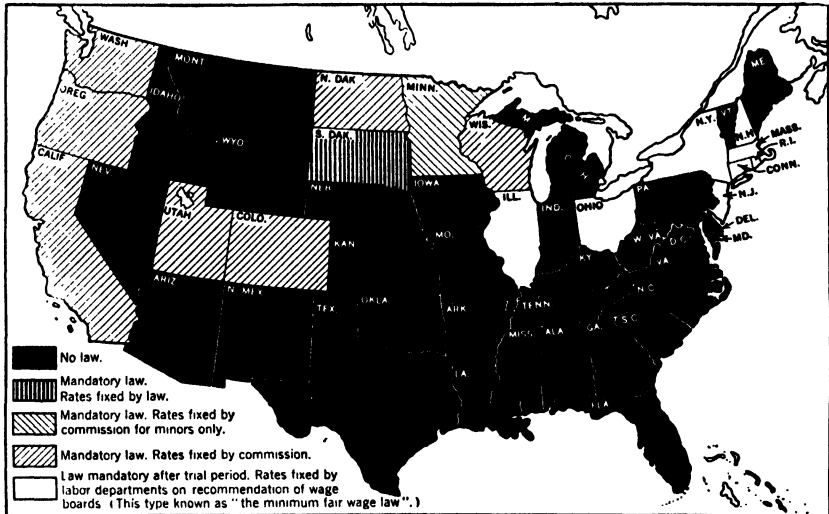 WASH
MONT
N. DAK
MINN.
ME.
OREG
IDAHO
WIS.
M
N.Y.
VT.
N.H.
MASS.
R.I.
CONN.
WYO
S. DAK.
CALIF
NEV.
NEB
IOWA
ILL.
IND.
OHIO
PA
N.J.
DEL.
MD.
UTAH
COLO.
KAN
MO.
W. VA.
D.C.
VA
KY
ARIZ
N. MEX
TEX
OKLA
ARK
TENN
N.C
S.C
MISS
ALA
GA.
LA
FLA
No law.
Mandatory law.
Rates fixed by law.
Mandatory law. Rates fixed by
commission for minors only.
Mandatory law. Rates fixed by commission.
Law mandatory after trial period. Rates fixed by
labor departments on recommendation of wage
boards (This type known as "the minimum fair wage law".)